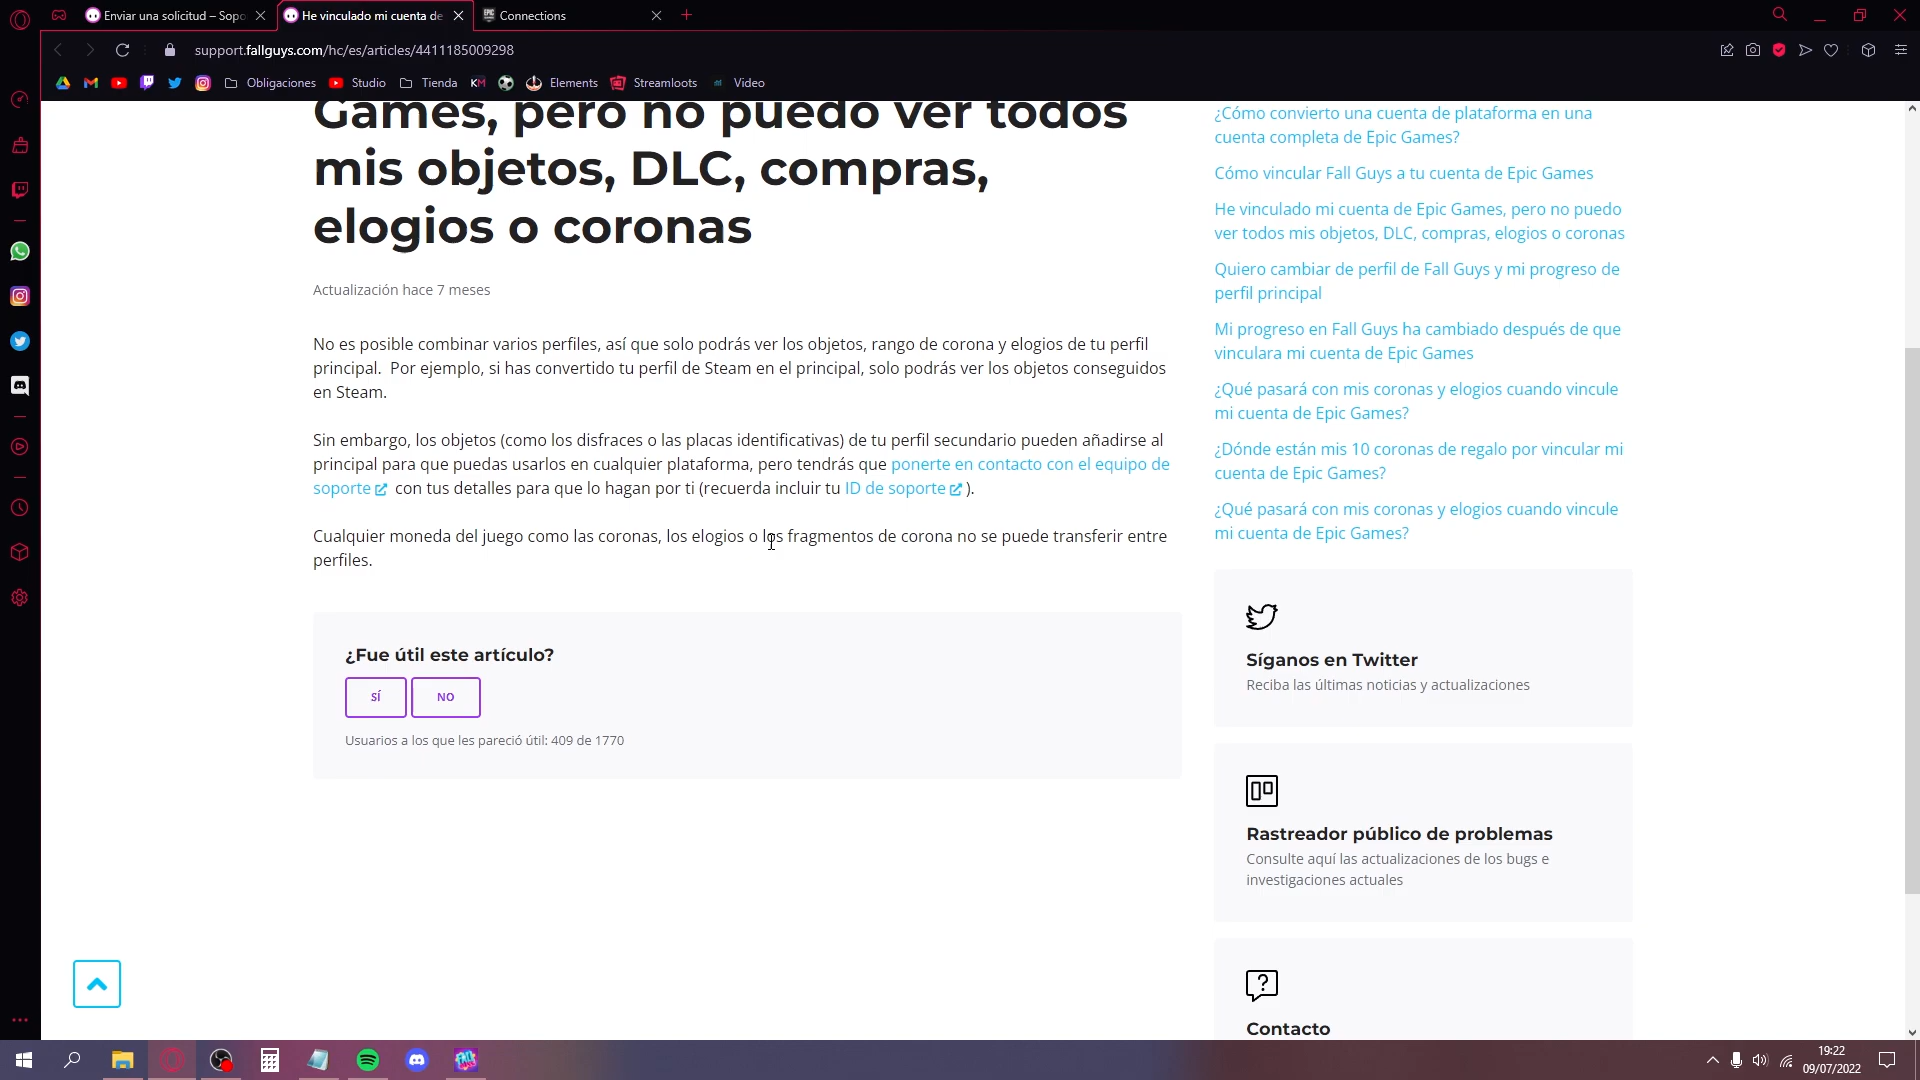 Enviar una solicitud – Sopo
He vinculado mi cuenta de
Connections
support.fallguys.com/hc/es/articles/4411185009298
Obligaciones
Studio
Tienda
KM
Elements
Streamloots
Video
Games, pero no puedo ver todos
mis objetos, DLC, compras,
elogios o coronas
Actualización hace 7 meses
No es posible combinar varios perfiles, así que solo podrás ver los objetos, rango de corona y elogios de tu perfil
principal.  Por ejemplo, si has convertido tu perfil de Steam en el principal, solo podrás ver los objetos conseguidos
en Steam.
Sin embargo, los objetos (como los disfraces o las placas identificativas) de tu perfil secundario pueden añadirse al
principal para que puedas usarlos en cualquier plataforma, pero tendrás que ponerte en contacto con el equipo de
soporte con tus detalles para que lo hagan por ti (recuerda incluir tu ID de soporte ).
Cualquier moneda del juego como las coronas, los elogios o los fragmentos de corona no se puede transferir entre
perfiles.
¿Fue útil este artículo?
SÍ
NO
Usuarios a los que les pareció útil: 409 de 1770
¿Cómo convierto una cuenta de plataforma en una
cuenta completa de Epic Games?
Cómo vincular Fall Guys a tu cuenta de Epic Games
He vinculado mi cuenta de Epic Games, pero no puedo
ver todos mis objetos, DLC, compras, elogios o coronas
Quiero cambiar de perfil de Fall Guys y mi progreso de
perfil principal
Mi progreso en Fall Guys ha cambiado después de que
vinculara mi cuenta de Epic Games
¿Qué pasará con mis coronas y elogios cuando vincule
mi cuenta de Epic Games?
¿Dónde están mis 10 coronas de regalo por vincular mi
cuenta de Epic Games?
¿Qué pasará con mis coronas y elogios cuando vincule
mi cuenta de Epic Games?
Síganos en Twitter
Reciba las últimas noticias y actualizaciones
Rastreador público de problemas
Consulte aquí las actualizaciones de los bugs e
investigaciones actuales
Contacto
19:22
09/07/2022